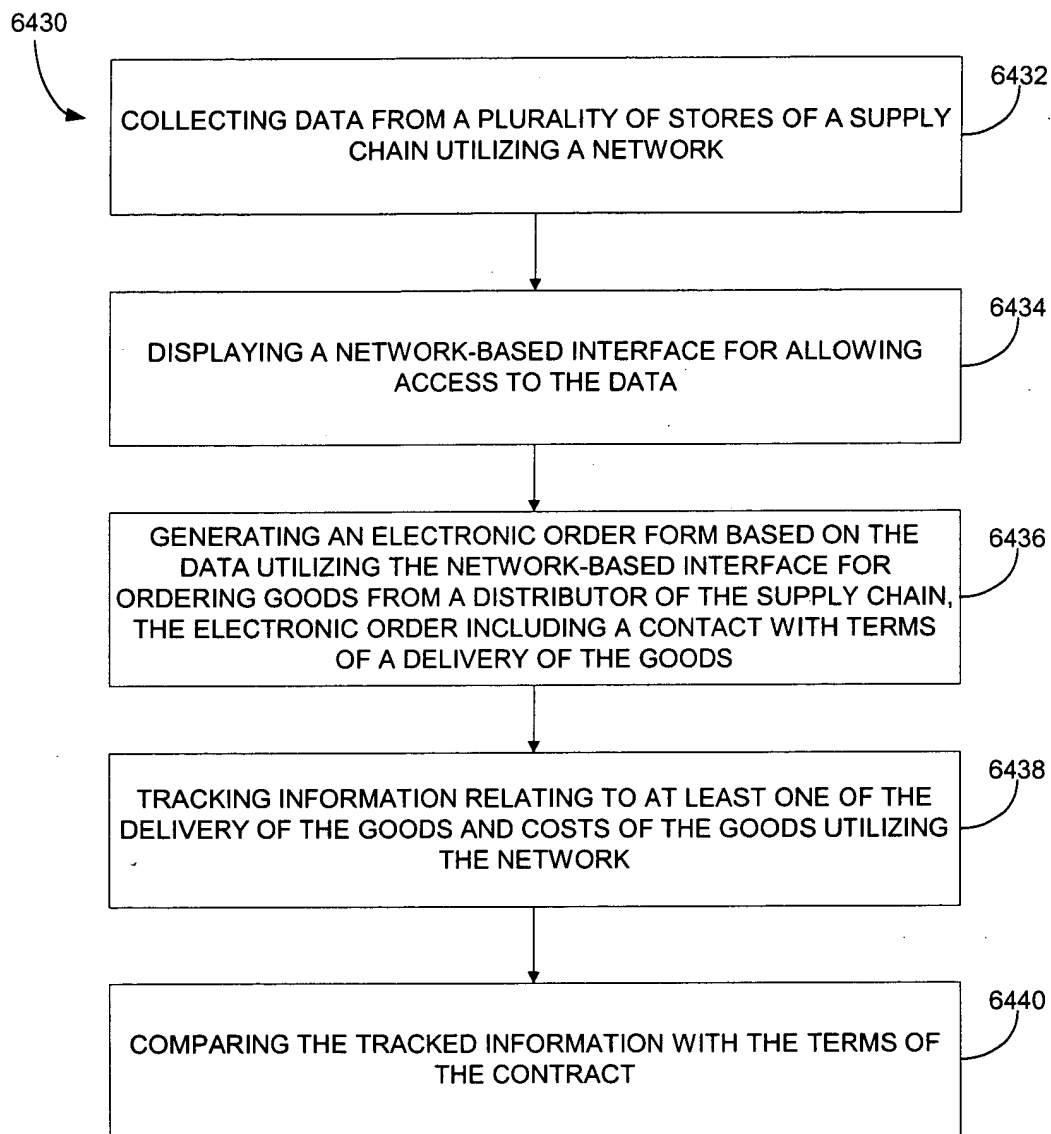 6430
6432
COLLECTING DATA FROM A PLURALITY OF STORES OF A SUPPLY
CHAIN UTILIZING A NETWORK
6434
DISPLAYING A NETWORK-BASED INTERFACE FOR ALLOWING
ACCESS TO THE DATA
6436
GENERATING AN ELECTRONIC ORDER FORM BASED ON THE
DATA UTILIZING THE NETWORK-BASED INTERFACE FOR
ORDERING GOODS FROM A DISTRIBUTOR OF THE SUPPLY CHAIN,
THE ELECTRONIC ORDER INCLUDING A CONTACT WITH TERMS
OF A DELIVERY OF THE GOODS
6438
TRACKING INFORMATION RELATING TO AT LEAST ONE OF THE
DELIVERY OF THE GOODS AND COSTS OF THE GOODS UTILIZING
THE NETWORK
6440
COMPARING THE TRACKED INFORMATION WITH THE TERMS OF
THE CONTRACT